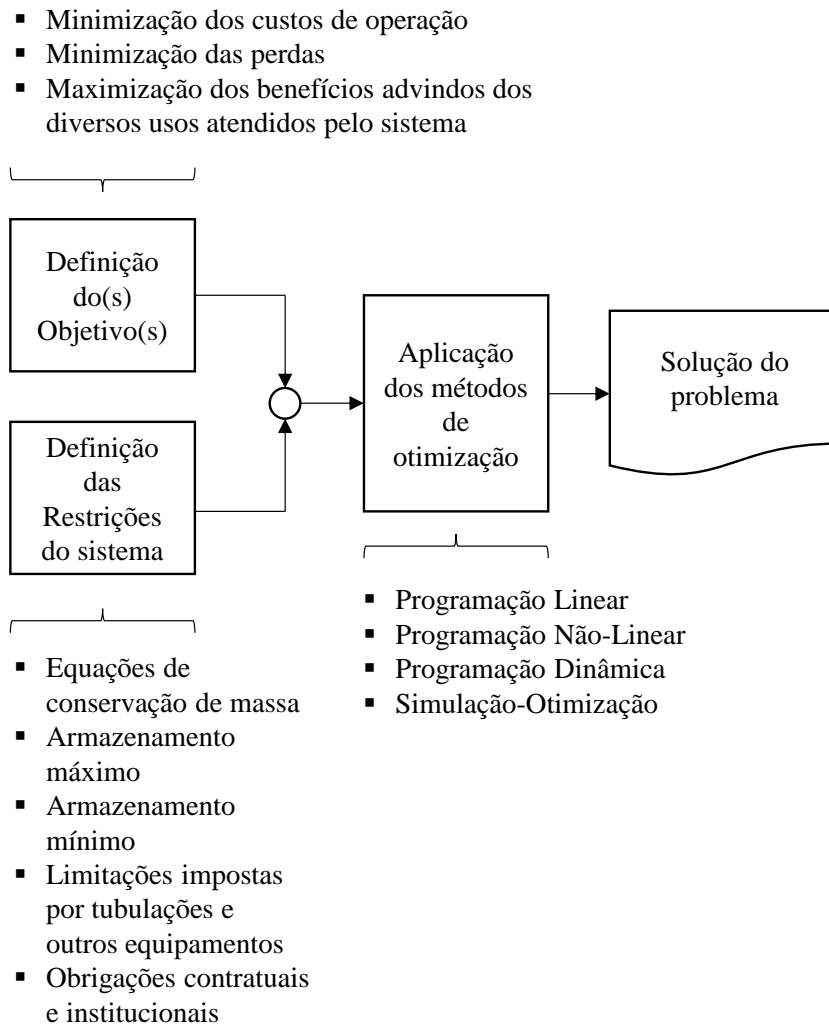 ▪ Minimização dos custos de operação
▪ Minimização das perdas
▪ Maximização dos benefícios advindos dos
diversos usos atendidos pelo sistema
Definição
do(s)
Objetivo(s)
Definição
das
Restrições
do sistema
Aplicação
dos métodos
de
otimização
Solução do
problema
▪ Equações de
conservação de massa
▪ Armazenamento
máximo
▪ Armazenamento
mínimo
▪ Limitações impostas
por tubulações e
outros equipamentos
▪ Obrigações contratuais
e institucionais
▪ Programação Linear
▪ Programação Não-Linear
▪ Programação Dinâmica
▪ Simulação-Otimização